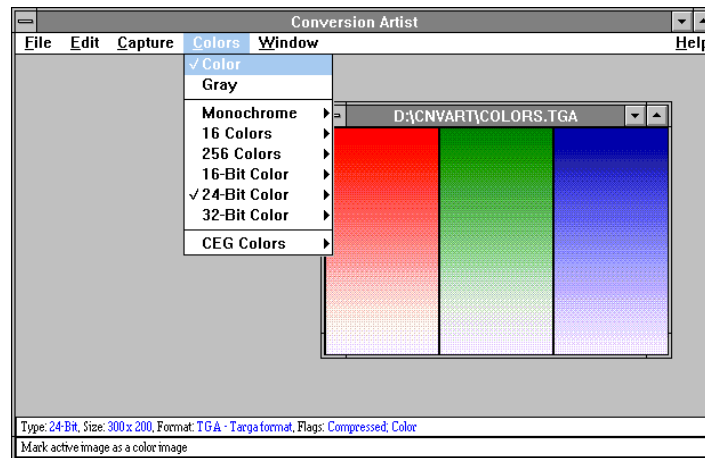 Conversion Artist
File Edit Capture Colors Window Help
✓ Color
Gray
Monochrome
16 Colors
256 Colors
16-Bit Color
✓ 24-Bit Color
32-Bit Color
CEG Colors
D:\CNVART\COLORS.TGA
Type: 24-Bit, Size: 300 x 200, Format: TGA - Targa format, Flags: Compressed; Color
Mark active image as a color image